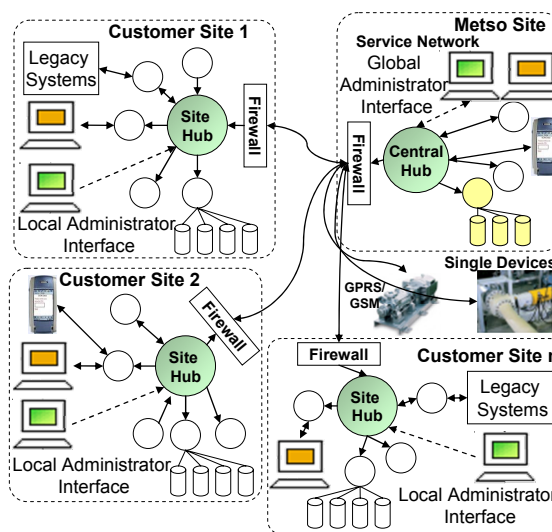 Customer Site 1
Legacy
Systems
Site
Hub
Firewall
Local Administrator
Interface
Metso Site
Service Network
Global
Administrator
Interface
Firewall
Central
Hub
Customer Site 2
Firewall
Site
Hub
Local Administrator
Interface
GPRS/
GSM
Single Devices
Firewall
Customer Site n
Site
Hub
Legacy
Systems
Local Administrator
Interface